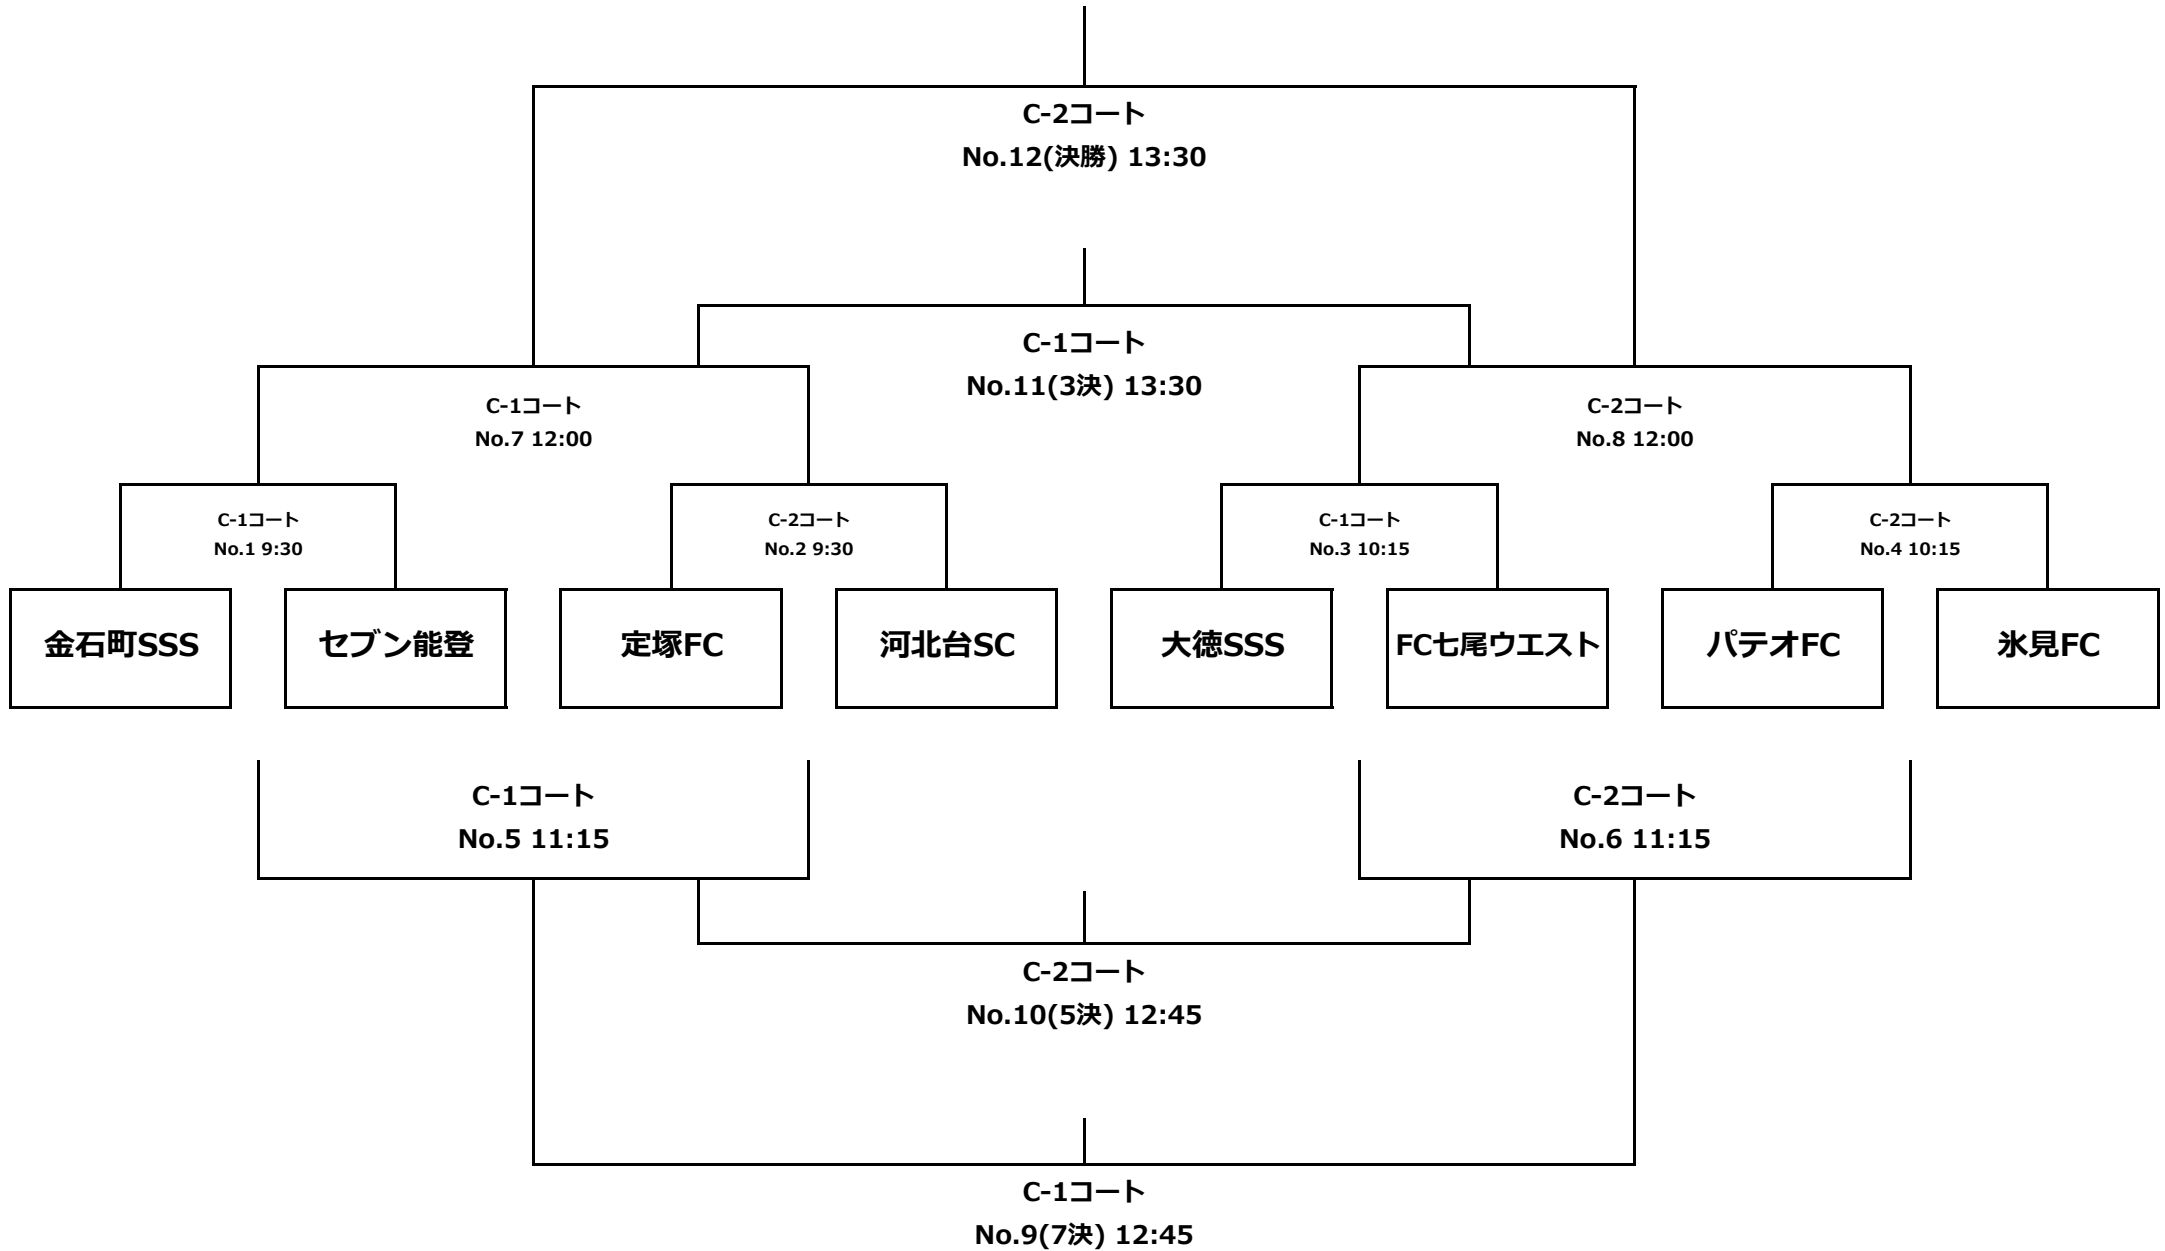 C-2コート
No.12(決勝) 13:30
C-1コート
No.11(3決) 13:30
C-1コート
No.7 12:00
C-2コート
No.8 12:00
C-1コート
No.1 9:30
C-2コート
No.2 9:30
C-1コート
No.3 10:15
C-2コート
No.4 10:15
金石町SSS
セブン能登
定塚FC
河北台SC
大徳SSS
FC七尾ウエスト
パテオFC
氷見FC
C-1コート
No.5 11:15
C-2コート
No.6 11:15
C-2コート
No.10(5決) 12:45
C-1コート
No.9(7決) 12:45